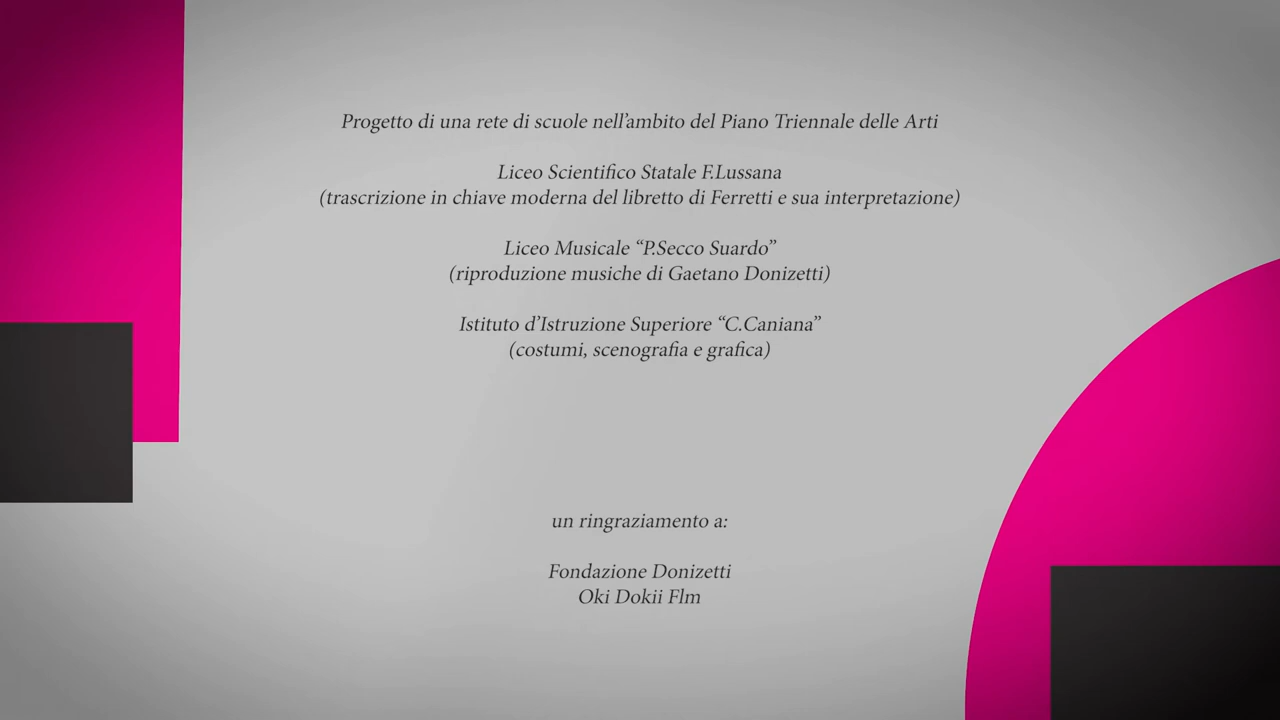 Progetto di una rete di scuole nell'ambito del Piano Triennale delle Arti
Liceo Scientifico Statale F.Lussana
(trascrizione in chiave moderna del libretto di Ferretti e sua interpretazione)
Liceo Musicale “P.Secco Suardo”
(riproduzione musiche di Gaetano Donizetti)
Istituto d'Istruzione Superiore “C.Caniana”
(costumi, scenografia e grafica)
un ringraziamento a:
Fondazione Donizetti
Oki Dokii Flm